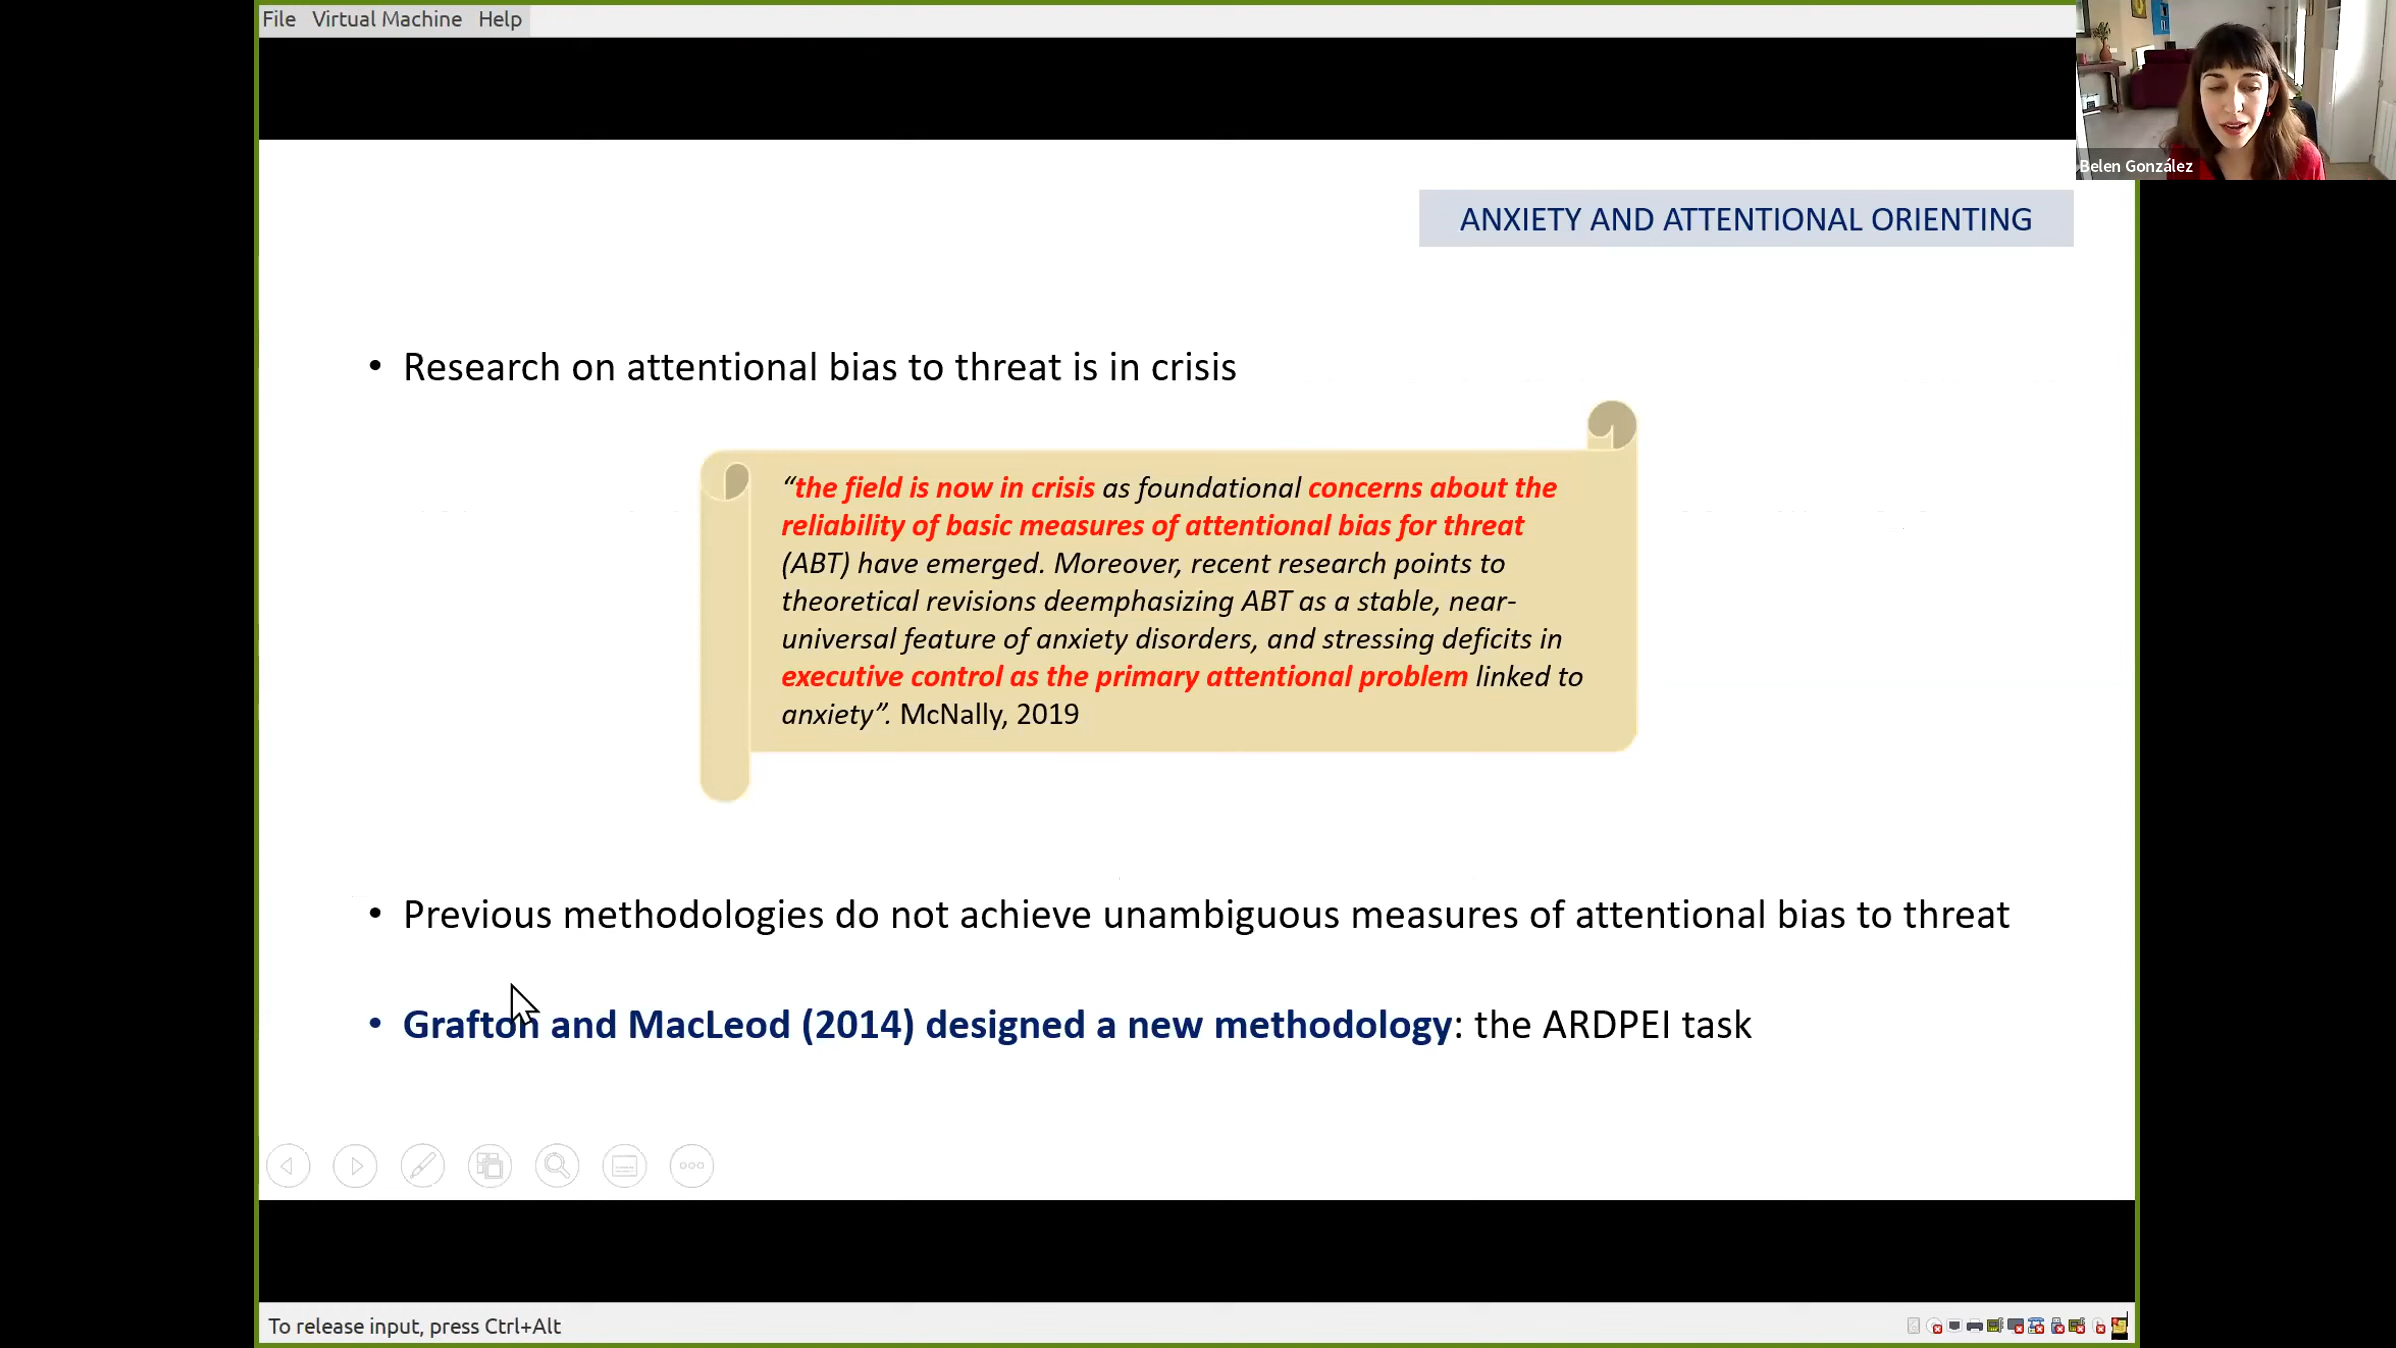 File Virtual Machine Help
Belen González
ANXIETY AND ATTENTIONAL ORIENTING
• Research on attentional bias to threat is in crisis
“the field is now in crisis as foundational concerns about the
reliability of basic measures of attentional bias for threat
(ABT) have emerged. Moreover, recent research points to
theoretical revisions deemphasizing ABT as a stable, near-
universal feature of anxiety disorders, and stressing deficits in
executive control as the primary attentional problem linked to
anxiety”. McNally, 2019
• Previous methodologies do not achieve unambiguous measures of attentional bias to threat
• Grafton and MacLeod (2014) designed a new methodology: the ARDPEI task
To release input, press Ctrl+Alt